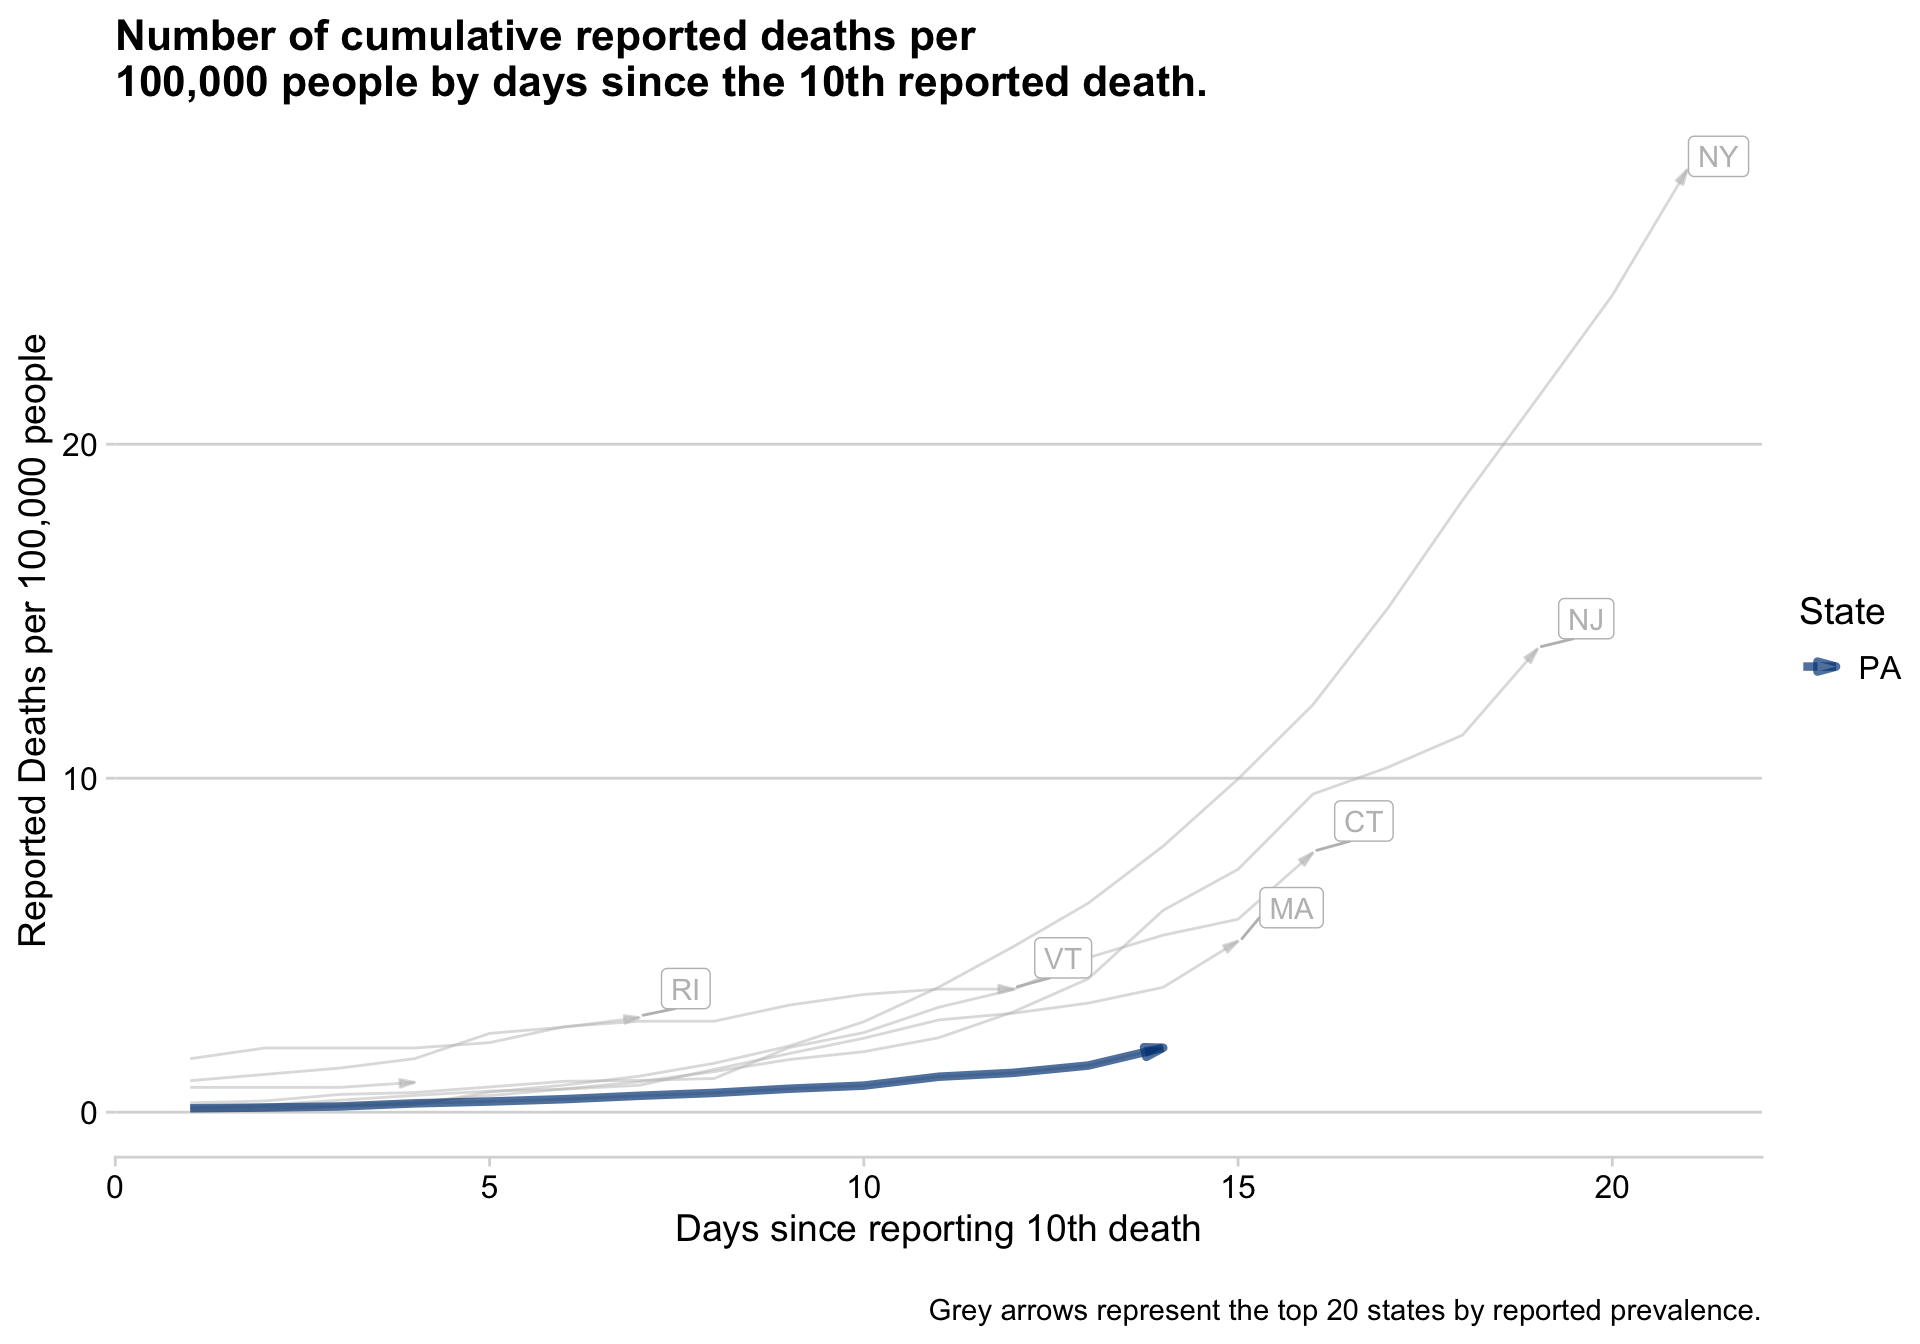 Number of cumulative reported deaths per
100,000 people by days since the 10th reported death.
Reported Deaths per 100,000 people
20
10
0
NY
NJ
CT
MA
VT
RI
State
PA
0
5
10
15
20
Days since reporting 10th death
Grey arrows represent the top 20 states by reported prevalence.